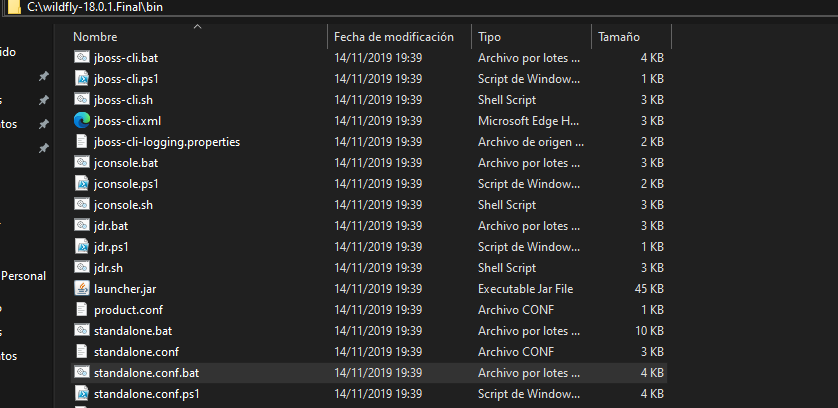 C:\wildfly-18.0.1.Final\bin
Nombre Fecha de modificación Tipo Tamaño
ido
jboss-cli.bat 14/11/2019 19:39 Archivo por lotes ... 4 KB
jboss-cli.ps1 14/11/2019 19:39 Script de Window... 1 KB
s jboss-cli.sh 14/11/2019 19:39 Shell Script 3 KB
ntos jboss-cli.xml 14/11/2019 19:39 Microsoft Edge H... 3 KB
jboss-cli-logging.properties 14/11/2019 19:39 Archivo de origen ... 2 KB
jconsole.bat 14/11/2019 19:39 Archivo por lotes ... 3 KB
jconsole.ps1 14/11/2019 19:39 Script de Window... 2 KB
jconsole.sh 14/11/2019 19:39 Shell Script 3 KB
jdr.bat 14/11/2019 19:39 Archivo por lotes ... 3 KB
jdr.ps1 14/11/2019 19:39 Script de Window... 1 KB
jdr.sh 14/11/2019 19:39 Shell Script 3 KB
Personal
launcher.jar 14/11/2019 19:39 Executable Jar File 45 KB
product.conf 14/11/2019 19:39 Archivo CONF 1 KB
standalone.bat 14/11/2019 19:39 Archivo por lotes ... 10 KB
ntos standalone.conf 14/11/2019 19:39 Archivo CONF 3 KB
standalone.conf.bat 14/11/2019 19:39 Archivo por lotes ... 4 KB
standalone.conf.ps1 14/11/2019 19:39 Script de Window... 4 KB